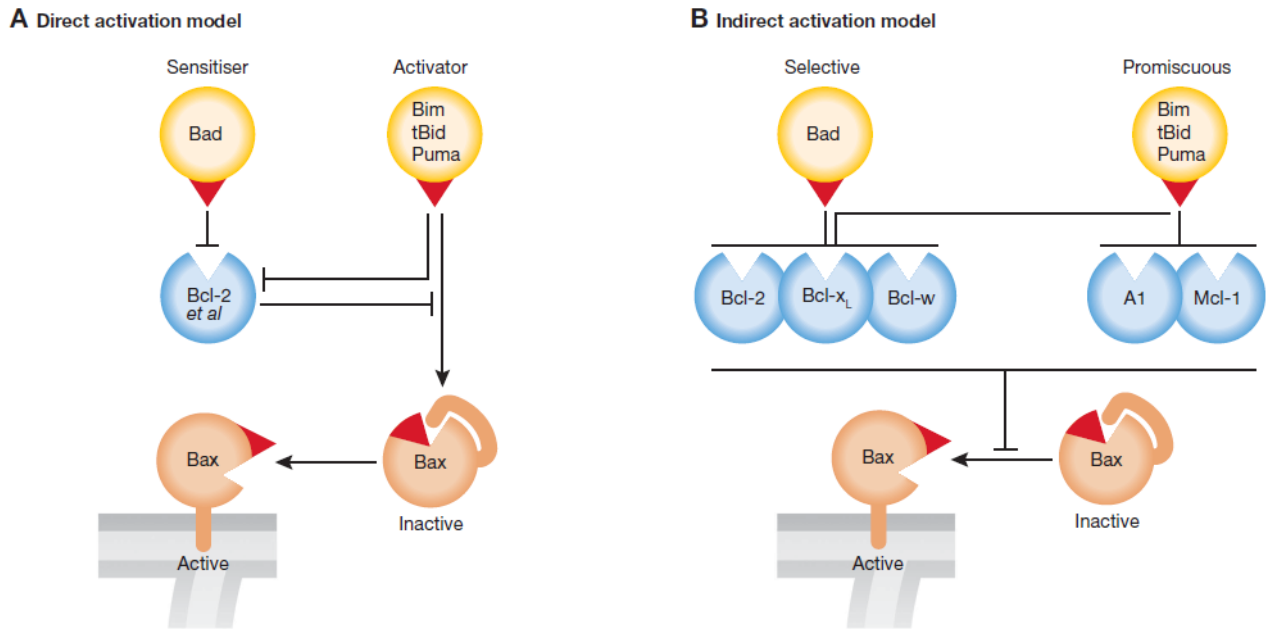 A Direct activation model
Sensitiser
Activator
Bad
Bim
tBid
Puma
Bcl-2
et al
Bax
Bax
Inactive
Active
B Indirect activation model
Selective
Promiscuous
Bad
Bim
tBid
Puma
Bcl-2
Bcl-xL
Bcl-w
A1
Mcl-1
Bax
Bax
Inactive
Active